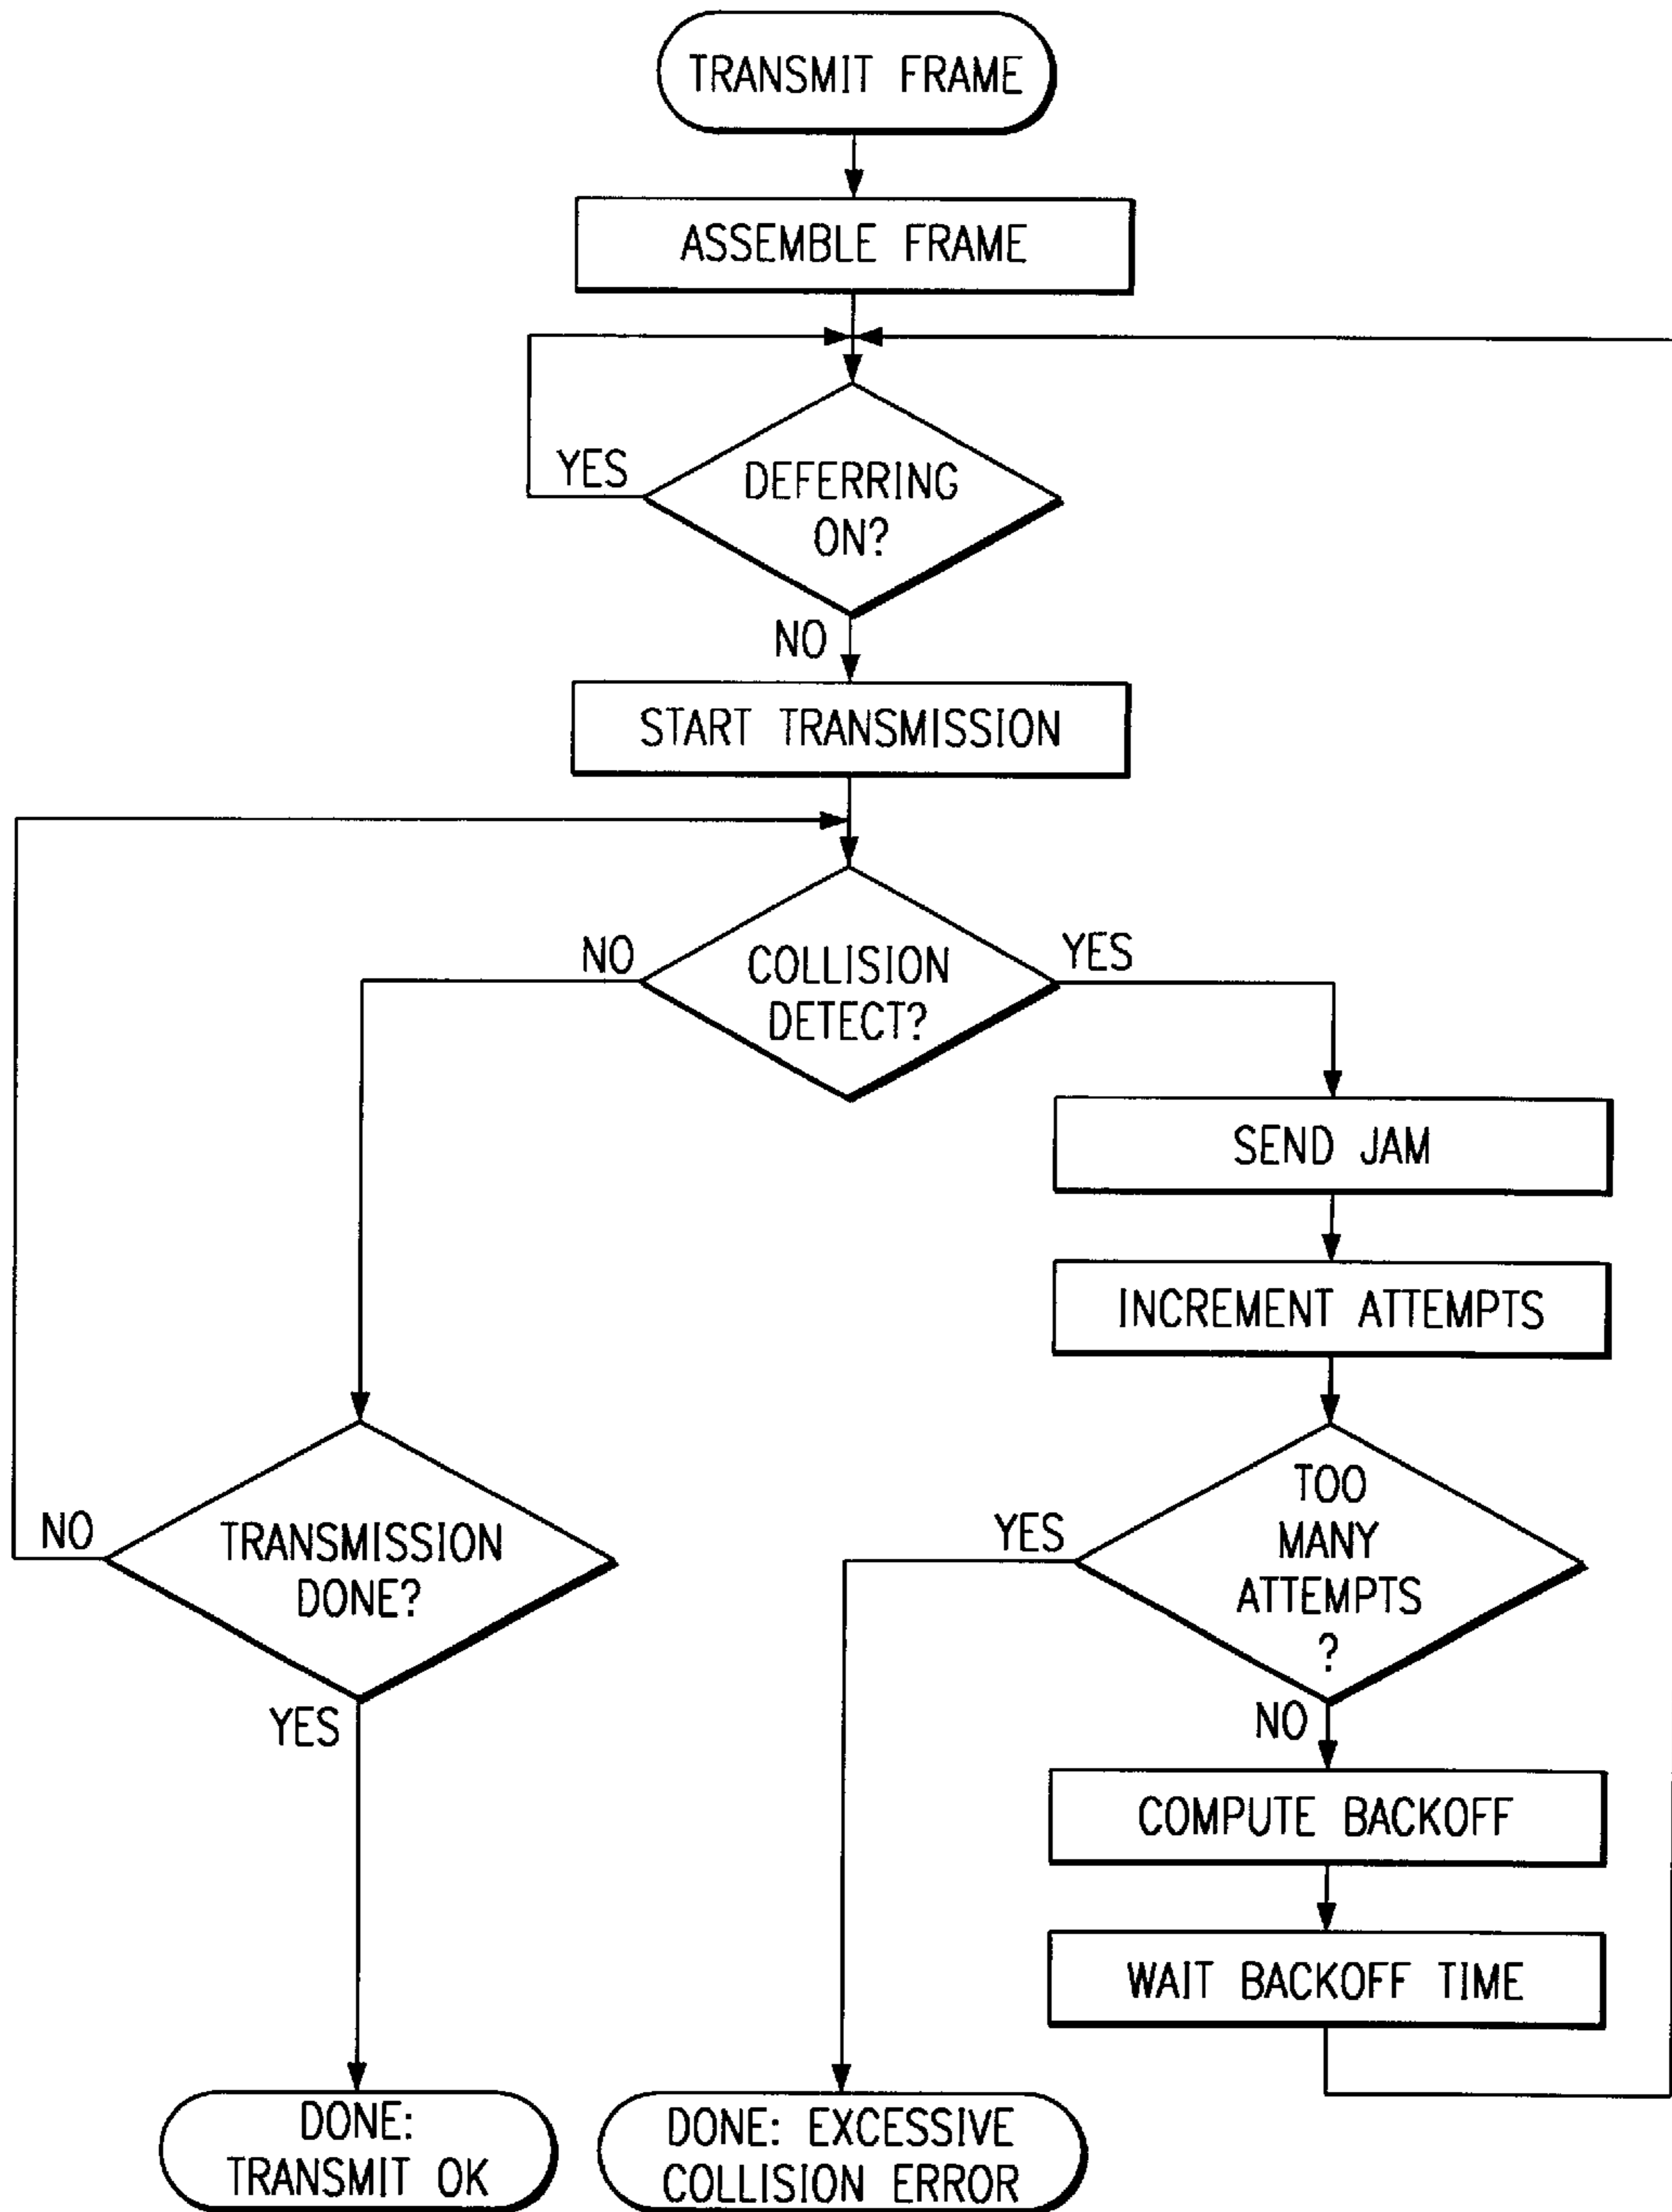 TRANSMIT FRAME
ASSEMBLE FRAME
YES
DEFERRING
ON?
NO
START TRANSMISSION
NO
COLLISION
DETECT?
YES
SEND JAM
INCREMENT ATTEMPTS
NO
TRANSMISSION
DONE?
YES
YES
TOO
MANY
ATTEMPTS
?
NO
COMPUTE BACKOFF
WAIT BACKOFF TIME
DONE:
TRANSMIT OK
DONE: EXCESSIVE
COLLISION ERROR